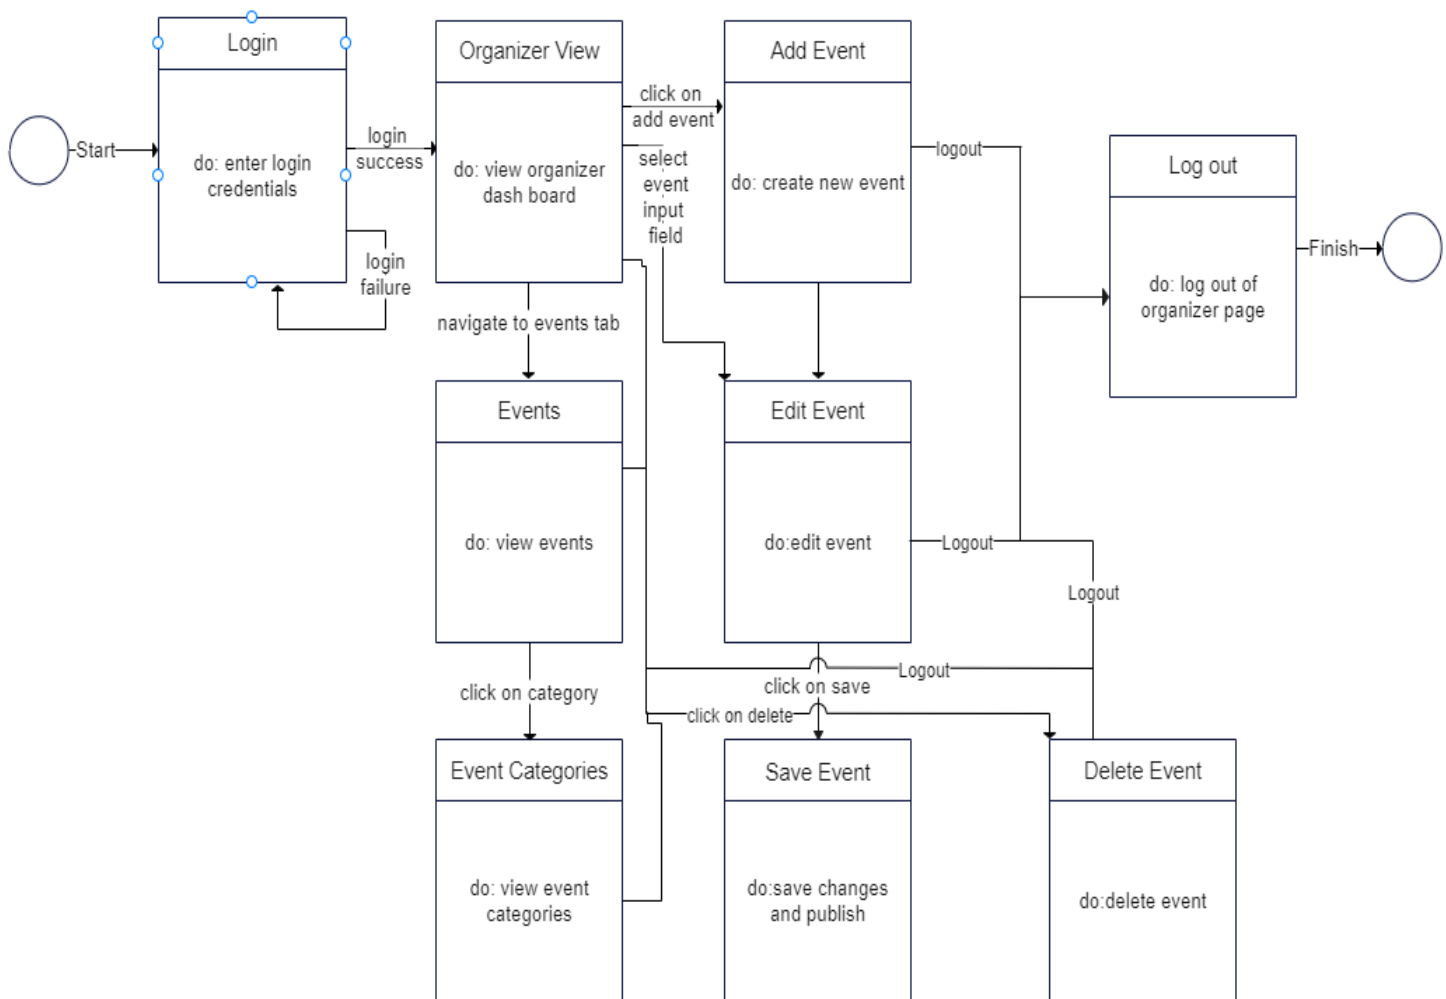 Login
Organizer View
Add Event
click on
add event
Start
login
success
do: enter login
credentials
do: view organizer
dash board
select
event
input
field
do: create new event
logout
Log out
Finish
login
failure
do: log out of
organizer page
navigate to events tab
Events
Edit Event
do: view events
do:edit event
Logout
Logout
Logout
click on category
click on save
click on delete
Event Categories
Save Event
Delete Event
do: view event
categories
do:save changes
and publish
do:delete event